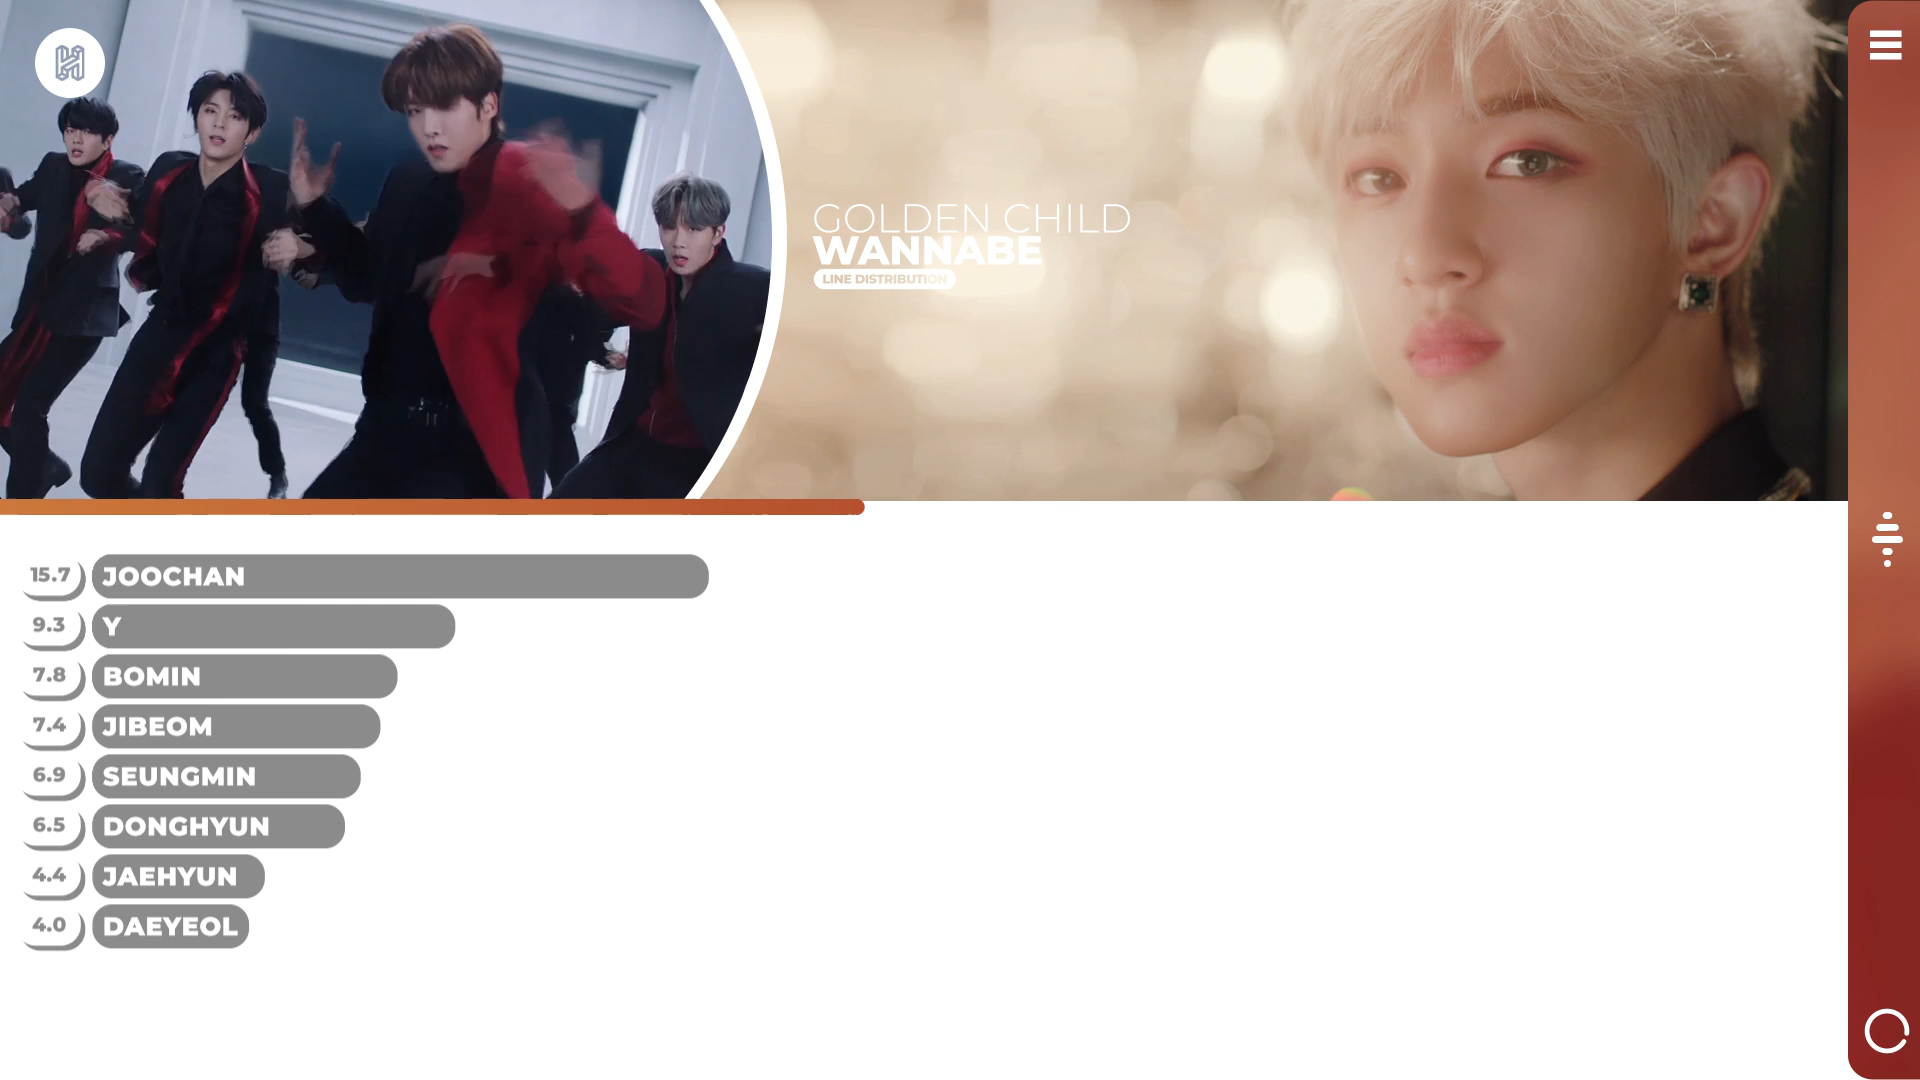 GOLDEN CHILD
WANNABE
LINE DISTRIBUTION
15.7 JOOCHAN
9.3 Y
7.8 BOMIN
7.4 JIBEOM
6.9 SEUNGMIN
6.5 DONGHYUN
4.4 JAEHYUN
4.0 DAEYEOL